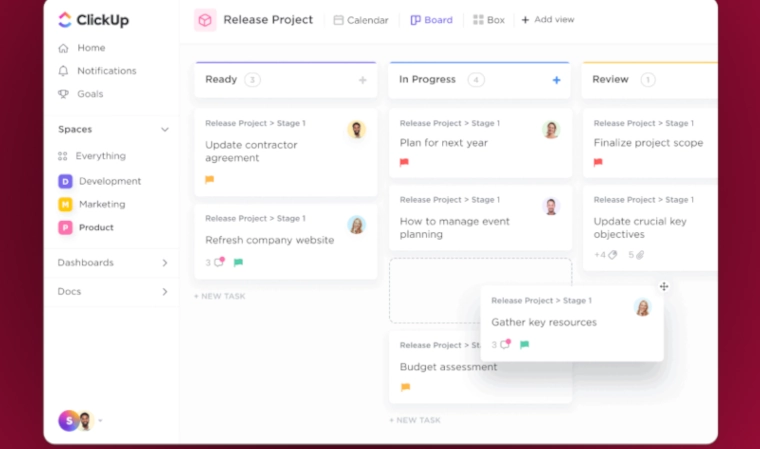 ClickUp
Release Project
Calendar
Board
Box
+ Add view
Home
Notifications
Goals
Spaces
Everything
D Development
M Marketing
P Product
Dashboards
Docs
S
Ready 3 +
Release Project > Stage 1
Update contractor
agreement
Release Project > Stage 1
Refresh company website
3
+ NEW TASK
In Progress 4 +
Release Project > Stage 1
Plan for next year
Release Project > Stage 1
How to manage event
planning
Release Project > Stage 1
Gather key resources
3
Release Project > St
Budget assessment
+ NEW TASK
Review 1
Release Project > Stage 1
Finalize project scope
Release Project > Stage 1
Update crucial key
objectives
+4 5